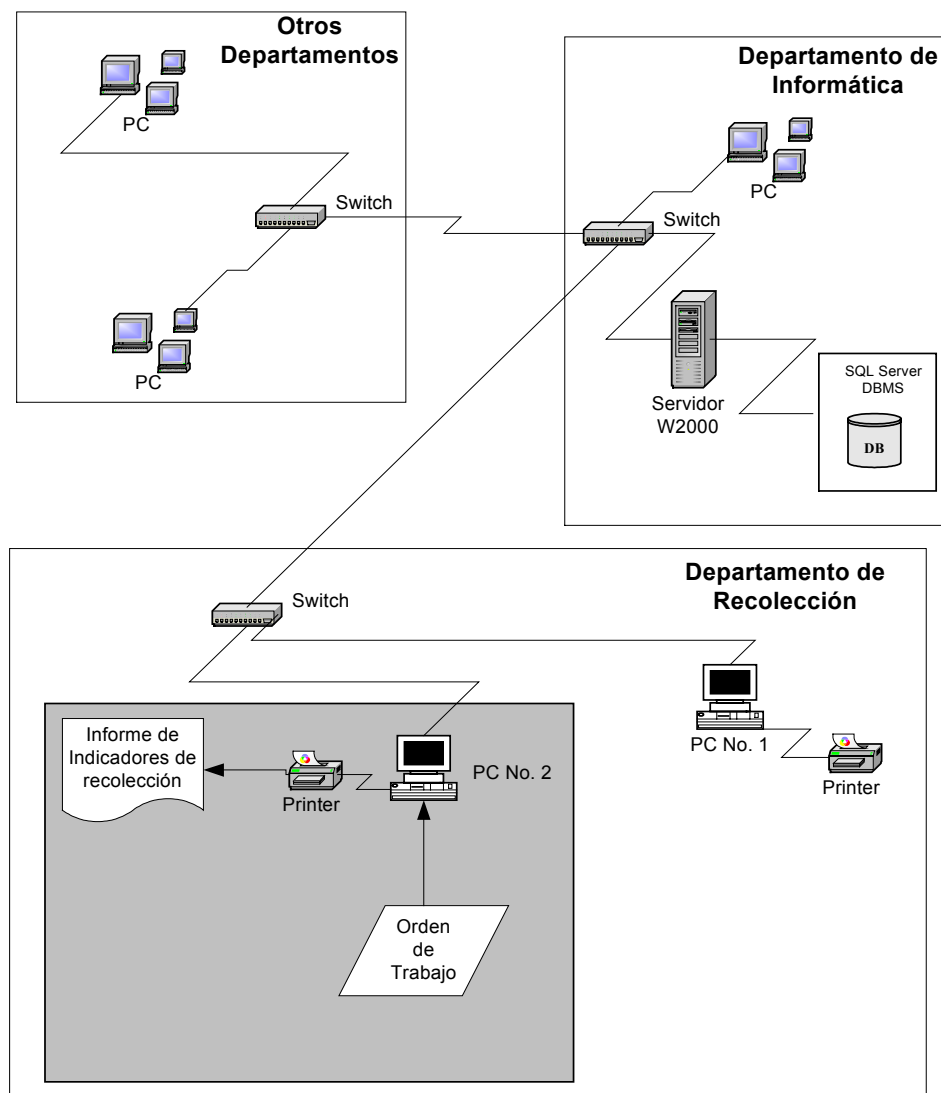 Otros
Departamentos
PC
Switch
PC
Departamento de
Informática
PC
Switch
Servidor
W2000
SQL Server
DBMS
DB
Departamento de
Recolección
Switch
PC No. 1
Printer
Informe de
Indicadores de
recolección
Printer
PC No. 2
Orden
de
Trabajo